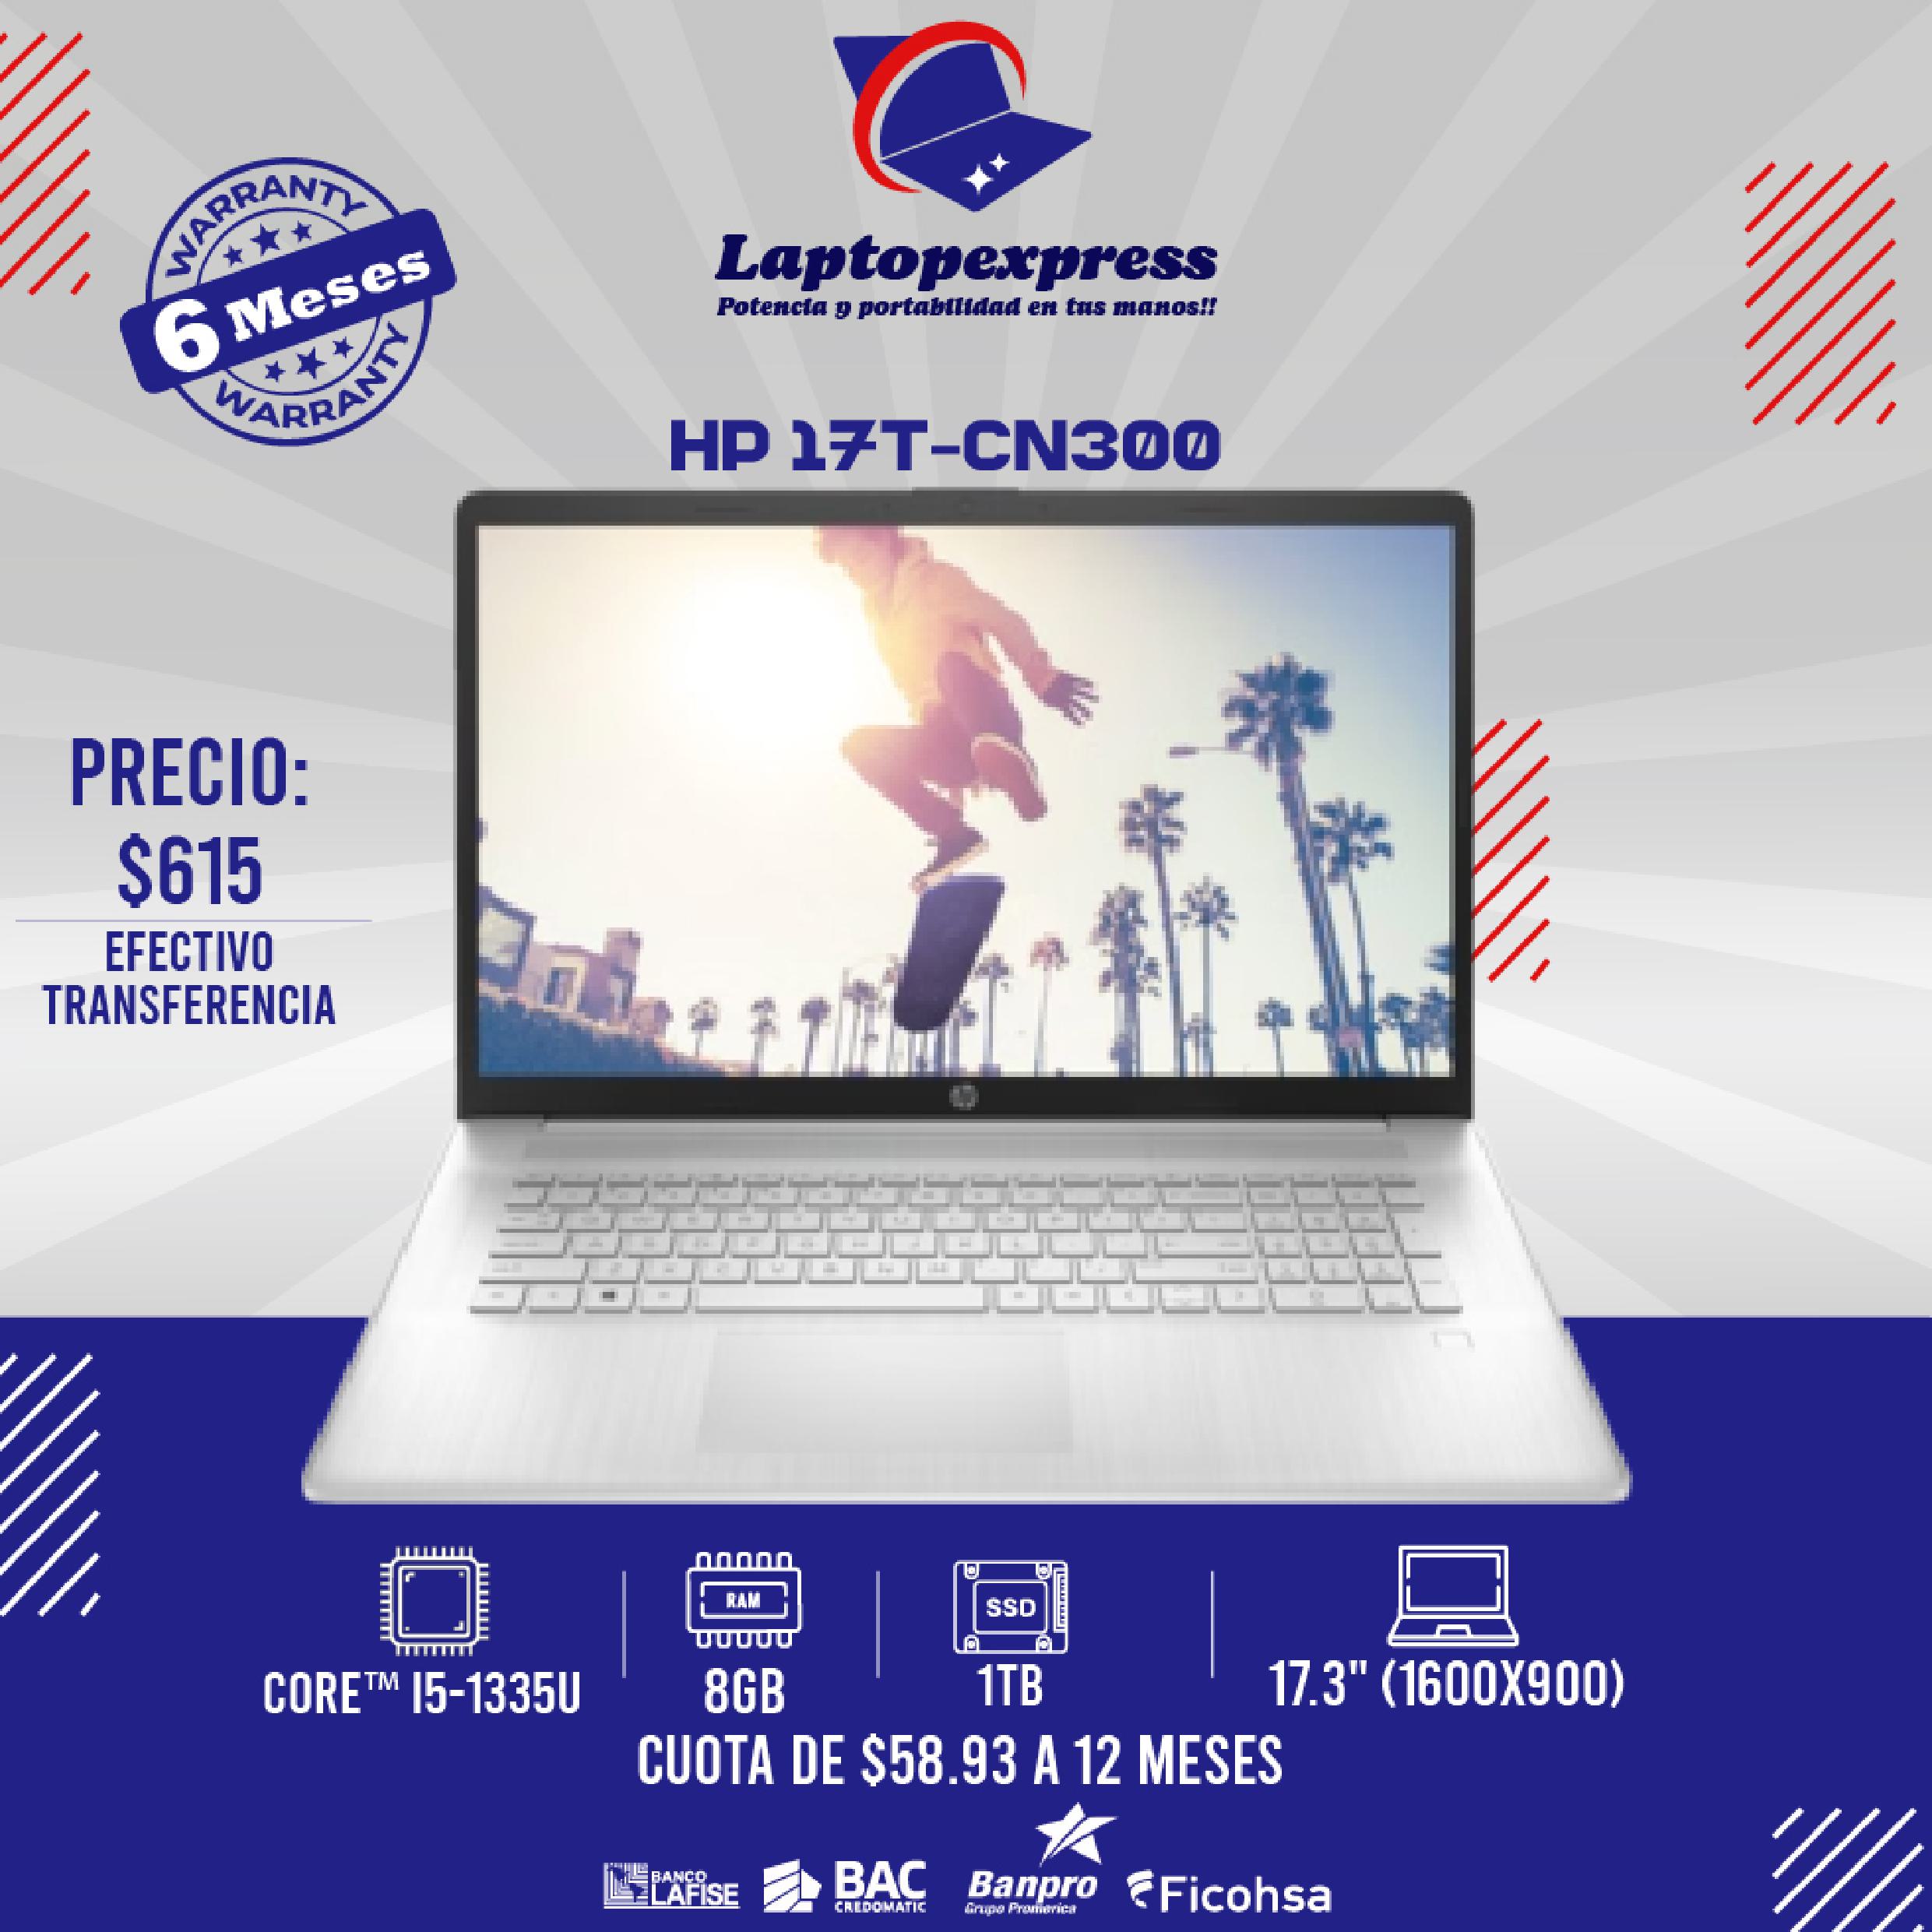 WARRANTY
6 Meses
WARRANTY
Laptopexpress
Potencia y portabilidad en tus manos!!
HP 17T-CN300
PRECIO:
$615
EFECTIVO
TRANSFERENCIA
hp
RAM
SSD
CORE™ I5-1335U
8GB
1TB
17.3" (1600X900)
CUOTA DE $58.93 A 12 MESES
BANCO
LAFISE
BAC
CREDOMATIC
Banpro
Grupo Promerica
Ficohsa